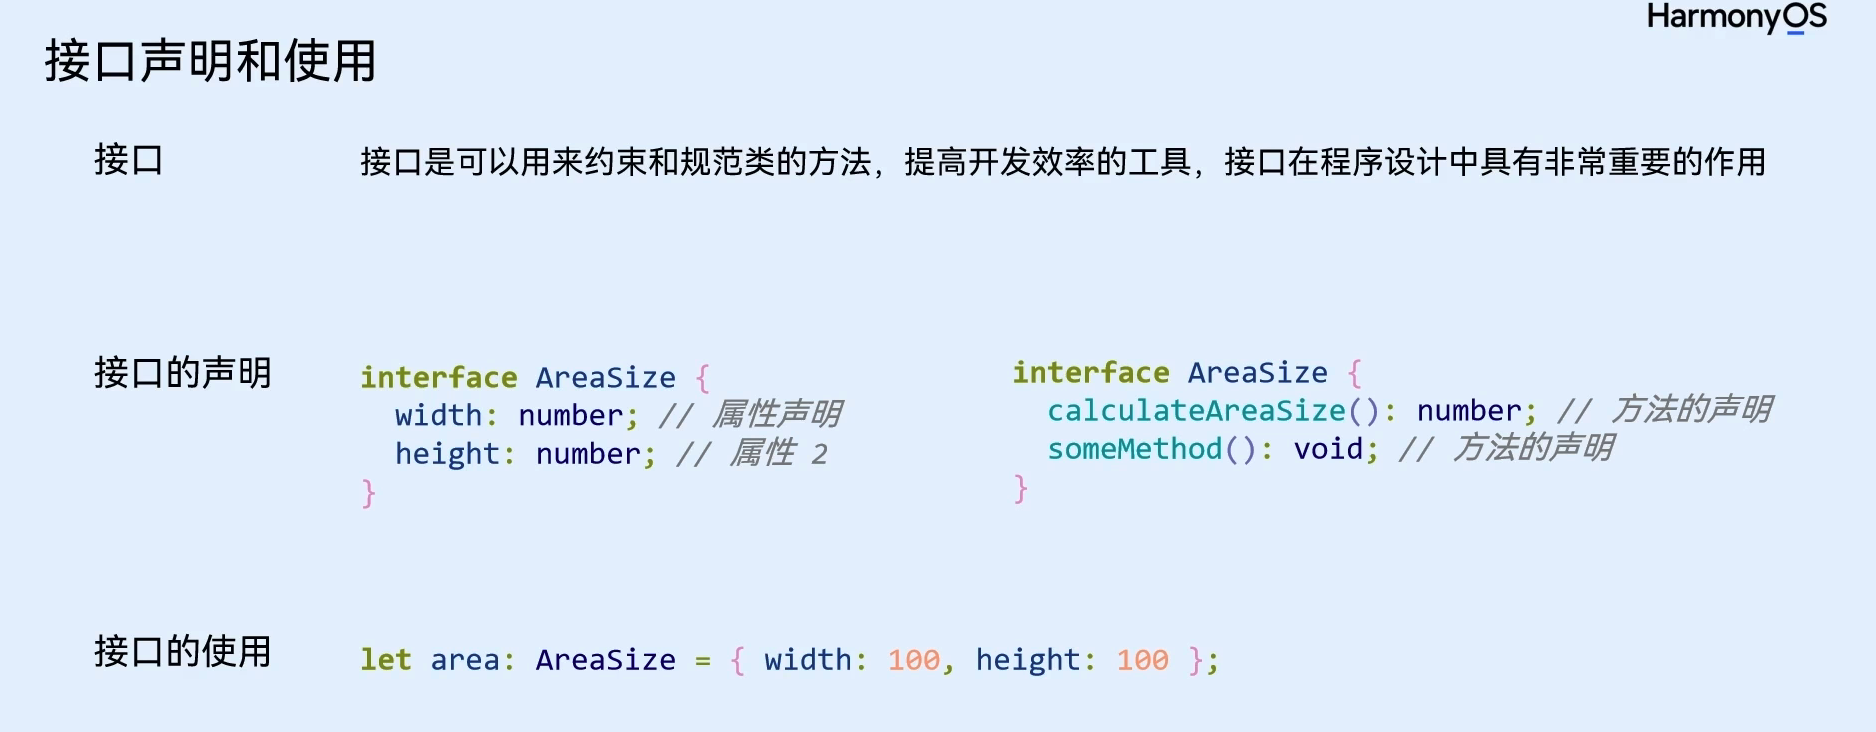 HarmonyOS
接口声明和使用
接口
接口是可以用来约束和规范类的方法，提高开发效率的工具，接口在程序设计中具有非常重要的作用
接口的声明
interface AreaSize {
width: number; // 属性声明
height: number; // 属性 2
}
interface AreaSize {
calculateAreaSize(): number; // 方法的声明
someMethod(): void; // 方法的声明
}
接口的使用
let area: AreaSize = { width: 100, height: 100 };